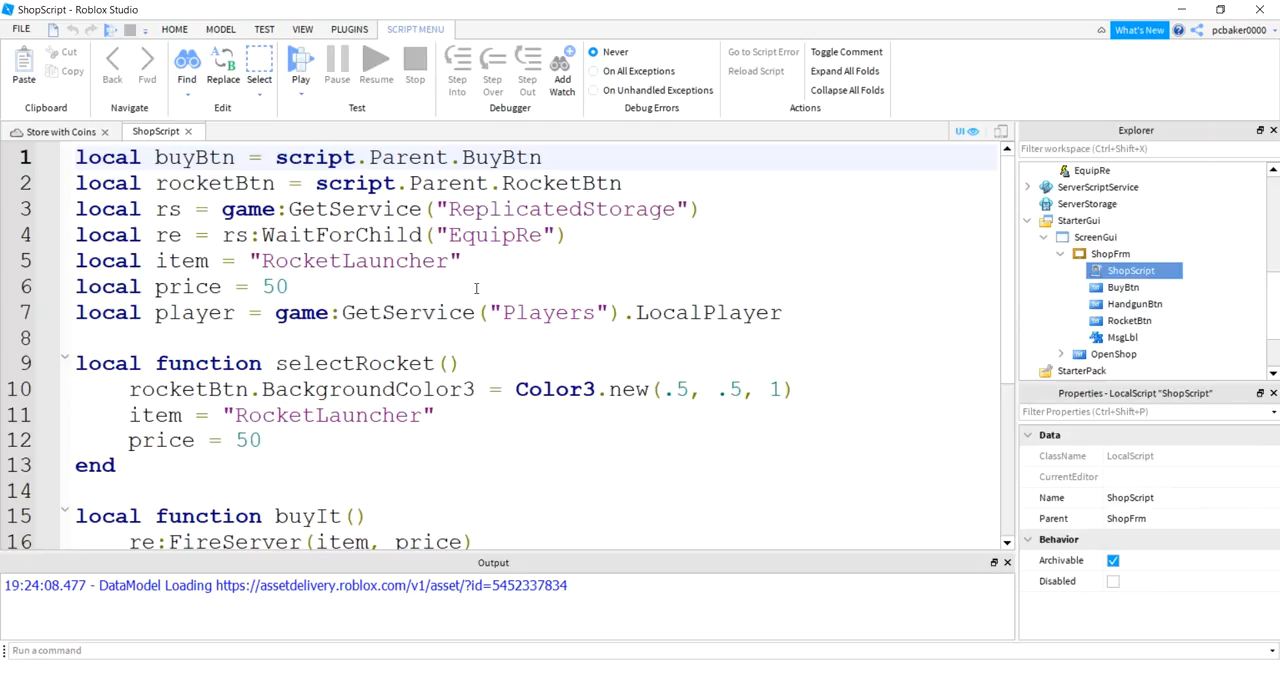 ShopScript - Roblox Studio
FILE HOME MODEL TEST VIEW PLUGINS SCRIPT MENU What's New pcbaker0000
Paste Cut Copy Clipboard
Back Fwd Navigate
Find Replace Select Edit
Play Pause Resume Stop Test
Step Into Step Over Step Out Add Watch Debugger
Never
On All Exceptions
On Unhandled Exceptions
Debug Errors
Go to Script Error
Reload Script
Toggle Comment
Expand All Folds
Collapse All Folds
Actions
Store with Coins ShopScript UI
1 local buyBtn = script.Parent.BuyBtn
2 local rocketBtn = script.Parent.RocketBtn
3 local rs = game:GetService("ReplicatedStorage")
4 local re = rs:WaitForChild("EquipRe")
5 local item = "RocketLauncher"
6 local price = 50
7 local player = game:GetService("Players").LocalPlayer
8
9 local function selectRocket()
10 rocketBtn.BackgroundColor3 = Color3.new(.5, .5, 1)
11 item = "RocketLauncher"
12 price = 50
13 end
14
15 local function buyIt()
16 re:FireServer(item, price)
Output
19:24:08.477 - DataModel Loading https://assetdelivery.roblox.com/v1/asset/?id=5452337834
Run a command
Explorer
Filter workspace (Ctrl+Shift+X)
EquipRe
ServerScriptService
ServerStorage
StarterGui
ScreenGui
ShopFrm
ShopScript
BuyBtn
HandgunBtn
RocketBtn
MsgLbl
OpenShop
StarterPack
Properties - LocalScript "ShopScript"
Filter Properties (Ctrl+Shift+P)
Data
ClassName LocalScript
CurrentEditor
Name ShopScript
Parent ShopFrm
Behavior
Archivable
Disabled